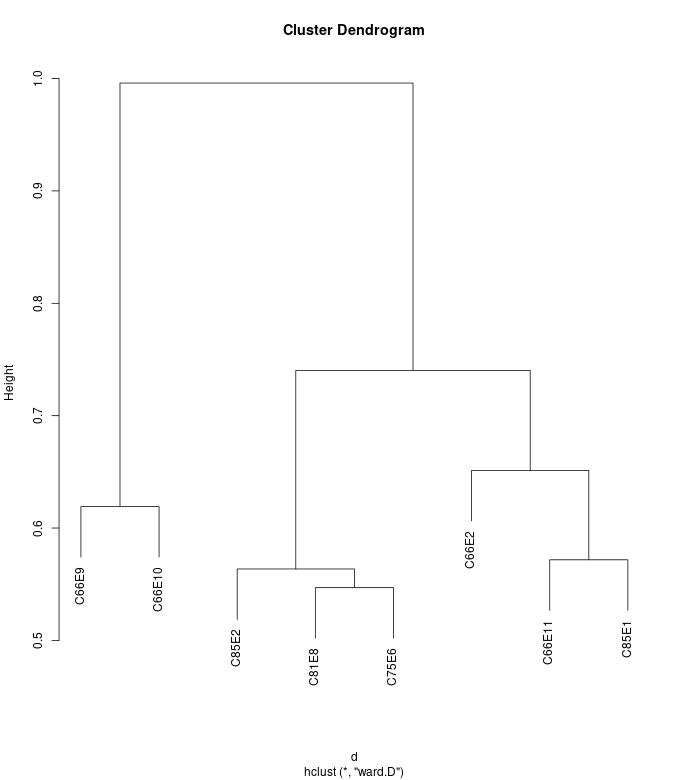 Cluster Dendrogram
Height
1.0
0.9
0.8
0.7
0.6
0.5
C66E9
C66E10
C85E2
C81E8
C75E6
C66E2
C66E11
C85E1
d
hclust (*, "ward.D")